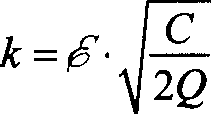 k = ℰ · √(C / 2Q)